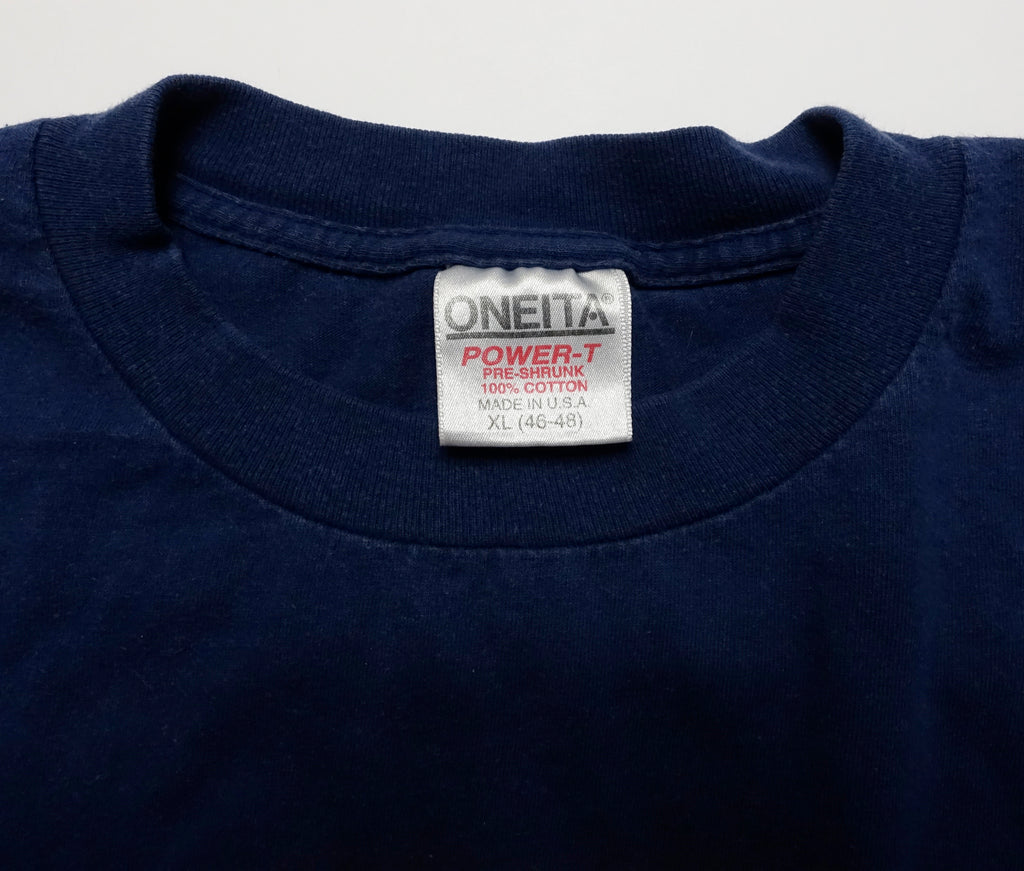 ONEITA®
POWER-T
PRE-SHRUNK
100% COTTON
MADE IN U.S.A.
XL (46-48)